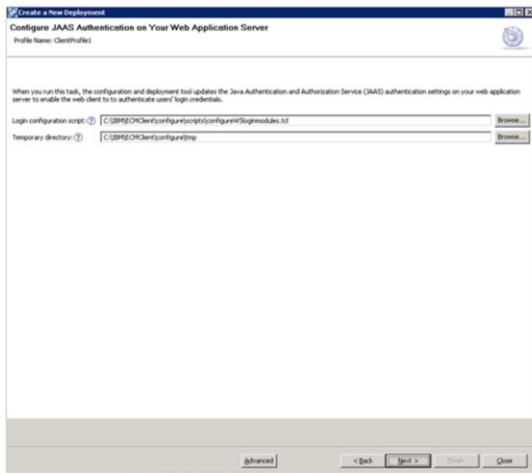 Create a New Deployment
Configure JAAS Authentication on Your Web Application Server
Profile Name: ClientProfile1
When you run this task, the configuration and deployment tool updates the Java Authentication and Authorization Service (JAAS) authentication settings on your web application
server to enable the web client to to authenticate users' login credentials.
Login configuration script: C:\IBM\ECMClient\configure\scripts\configureWSloginmodules.tcl Browse...
Temporary directory: C:\IBM\ECMClient\configure\tmp Browse...
Advanced < Back Next > Finish Close